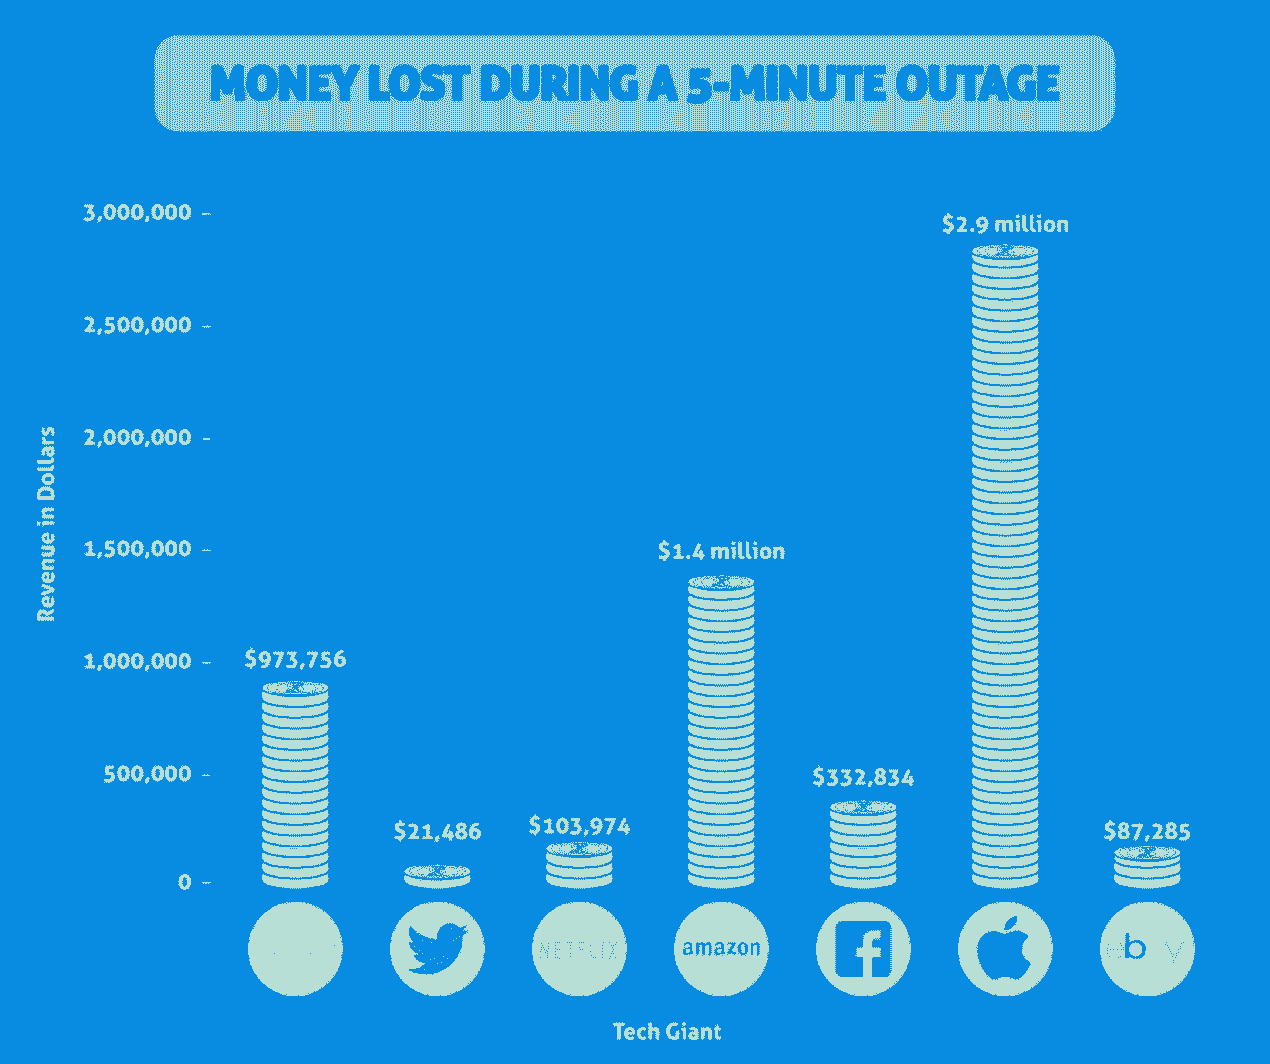 MONEY LOST DURING A 5-MINUTE OUTAGE
3,000,000
2,500,000
2,000,000
1,500,000
1,000,000
500,000
0
Revenue in Dollars
$973,756
$21,486
$103,974
$1.4 million
$332,834
$2.9 million
$87,285
NETFLIX
amazon
f
eb y
Tech Giant